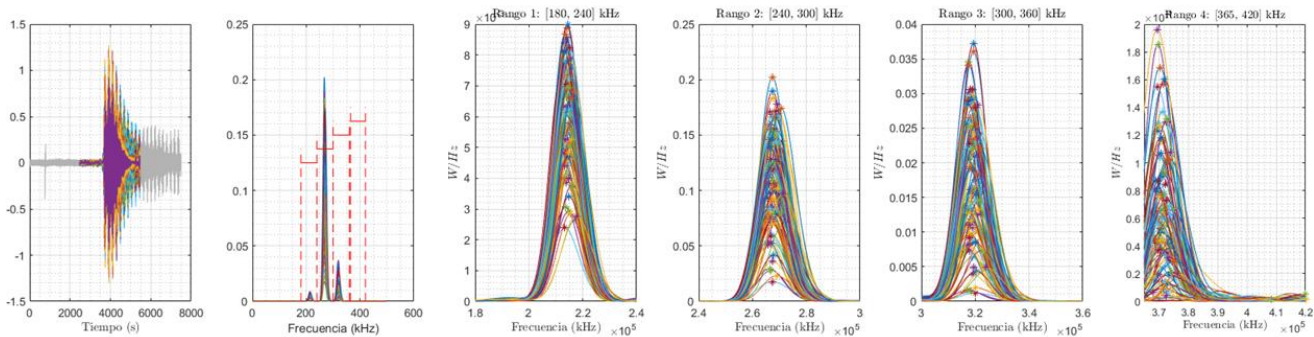 Rango 1: [180, 240] kHz
Rango 2: [240, 300] kHz
Rango 3: [300, 360] kHz
Rango 4: [365, 420] kHz
1.5
1
0.5
0
-0.5
-1
-1.5
0 2000 4000 6000 8000
Tiempo (s)
0.25
0.2
0.15
0.1
0.05
0
0 200 400 600
Frecuencia (kHz)
W/Hz
9
8
7
6
5
4
3
2
1
0
1.8 2 2.2 2.4
×10⁵
Frecuencia (kHz)
W/Hz
0.25
0.2
0.15
0.1
0.05
0
2.4 2.6 2.8 3
×10⁵
Frecuencia (kHz)
W/Hz
0.04
0.035
0.03
0.025
0.02
0.015
0.01
0.005
0
3 3.2 3.4 3.6
×10⁵
Frecuencia (kHz)
W/Hz
2
1.8
1.6
1.4
1.2
1
0.8
0.6
0.4
0.2
0
3.7 3.8 3.9 4 4.1 4.2
×10⁵
Frecuencia (kHz)